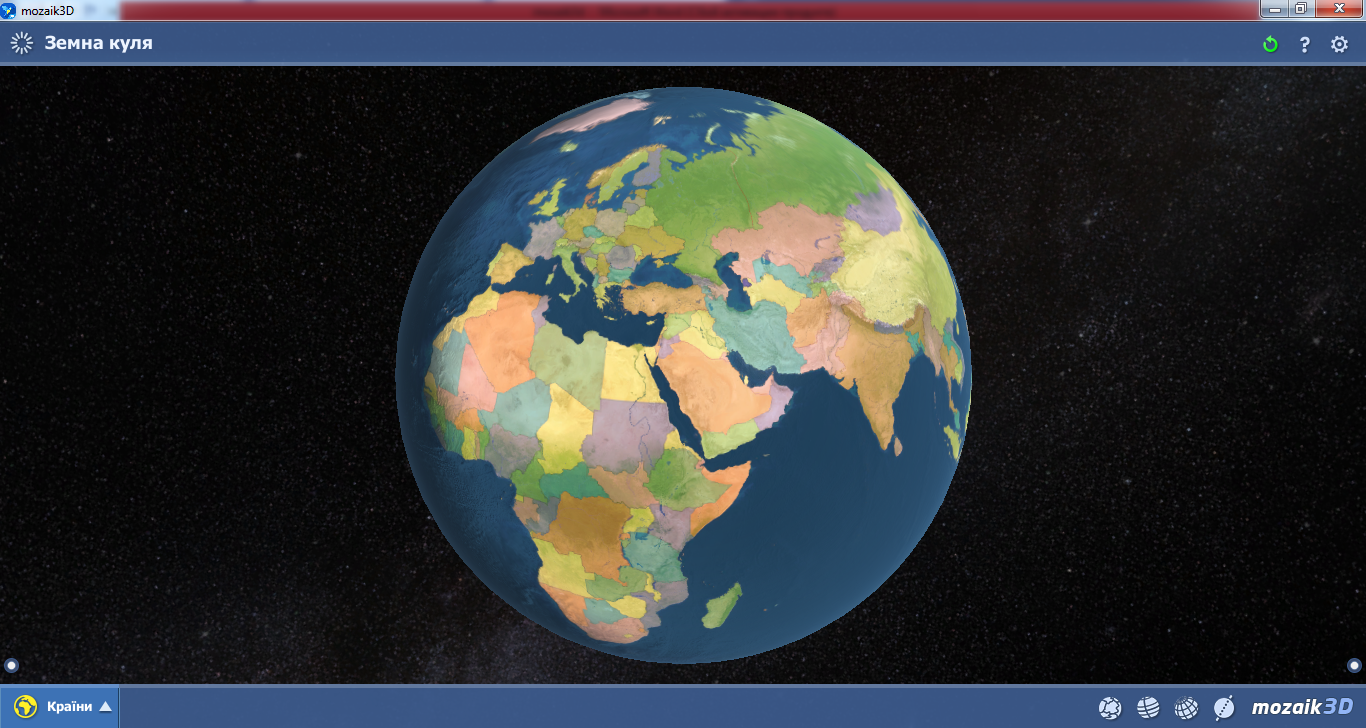 mozaik3D
Земна куля
?
Країни
mozaik3D